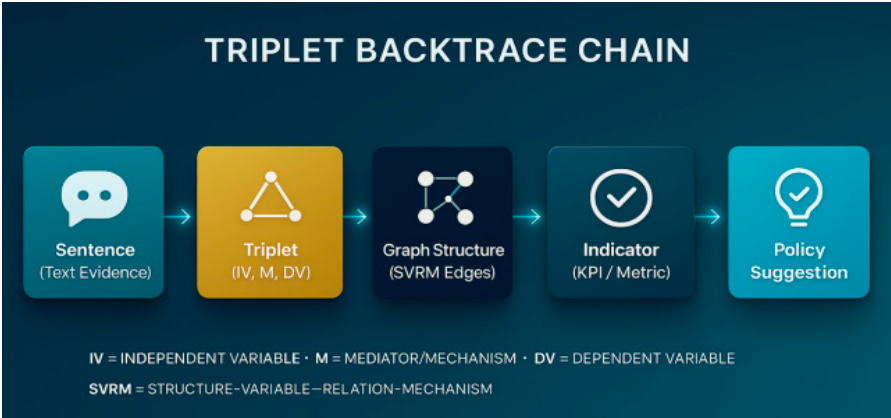 TRIPLET BACKTRACE CHAIN
Sentence
(Text Evidence)
Triplet
(IV, M, DV)
Graph Structure
(SVRM Edges)
Indicator
(KPI / Metric)
Policy
Suggestion
IV = INDEPENDENT VARIABLE · M = MEDIATOR/MECHANISM · DV = DEPENDENT VARIABLE
SVRM = STRUCTURE-VARIABLE–RELATION-MECHANISM